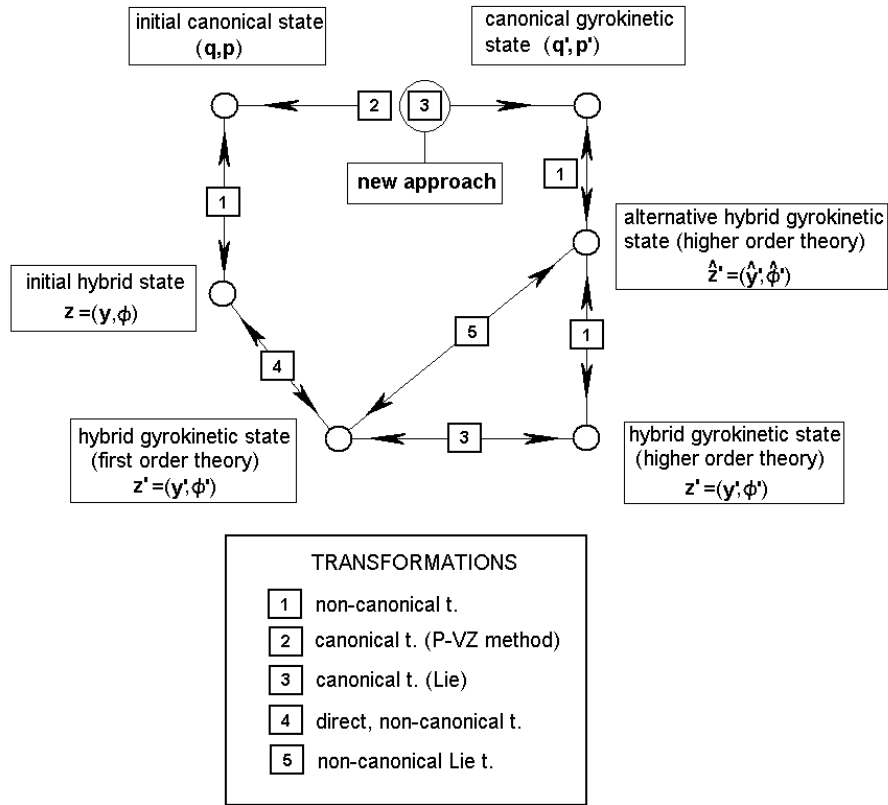 initial canonical state
(q,p)
canonical gyrokinetic
state (q',p')
2
3
new approach
1
1
alternative hybrid gyrokinetic
state (higher order theory)
ẑ'=(ŷ',ϕ̂')
initial hybrid state
z =(y,ϕ)
5
1
4
hybrid gyrokinetic state
(first order theory)
z'=(y',ϕ')
3
hybrid gyrokinetic state
(higher order theory)
z'=(y',ϕ')
TRANSFORMATIONS
1 non-canonical t.
2 canonical t. (P-VZ method)
3 canonical t. (Lie)
4 direct, non-canonical t.
5 non-canonical Lie t.